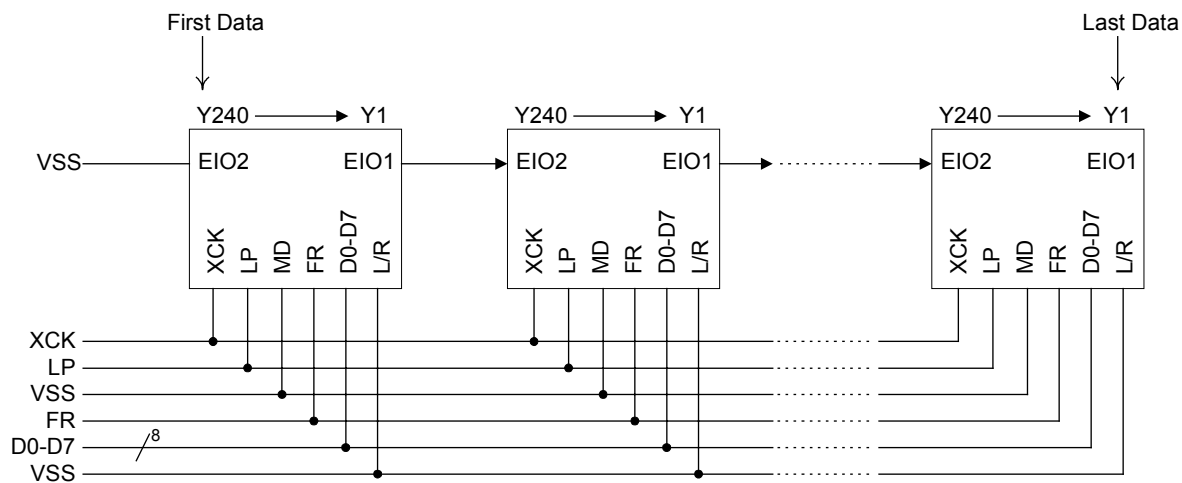 First Data Last Data
Y240 Y1 Y240 Y1 Y240 Y1
VSS EIO2 EIO1 EIO2 EIO1 EIO2 EIO1
XCK LP MD FR D0-D7 L/R XCK LP MD FR D0-D7 L/R XCK LP MD FR D0-D7 L/R
XCK
LP
VSS
FR
D0-D7 8
VSS